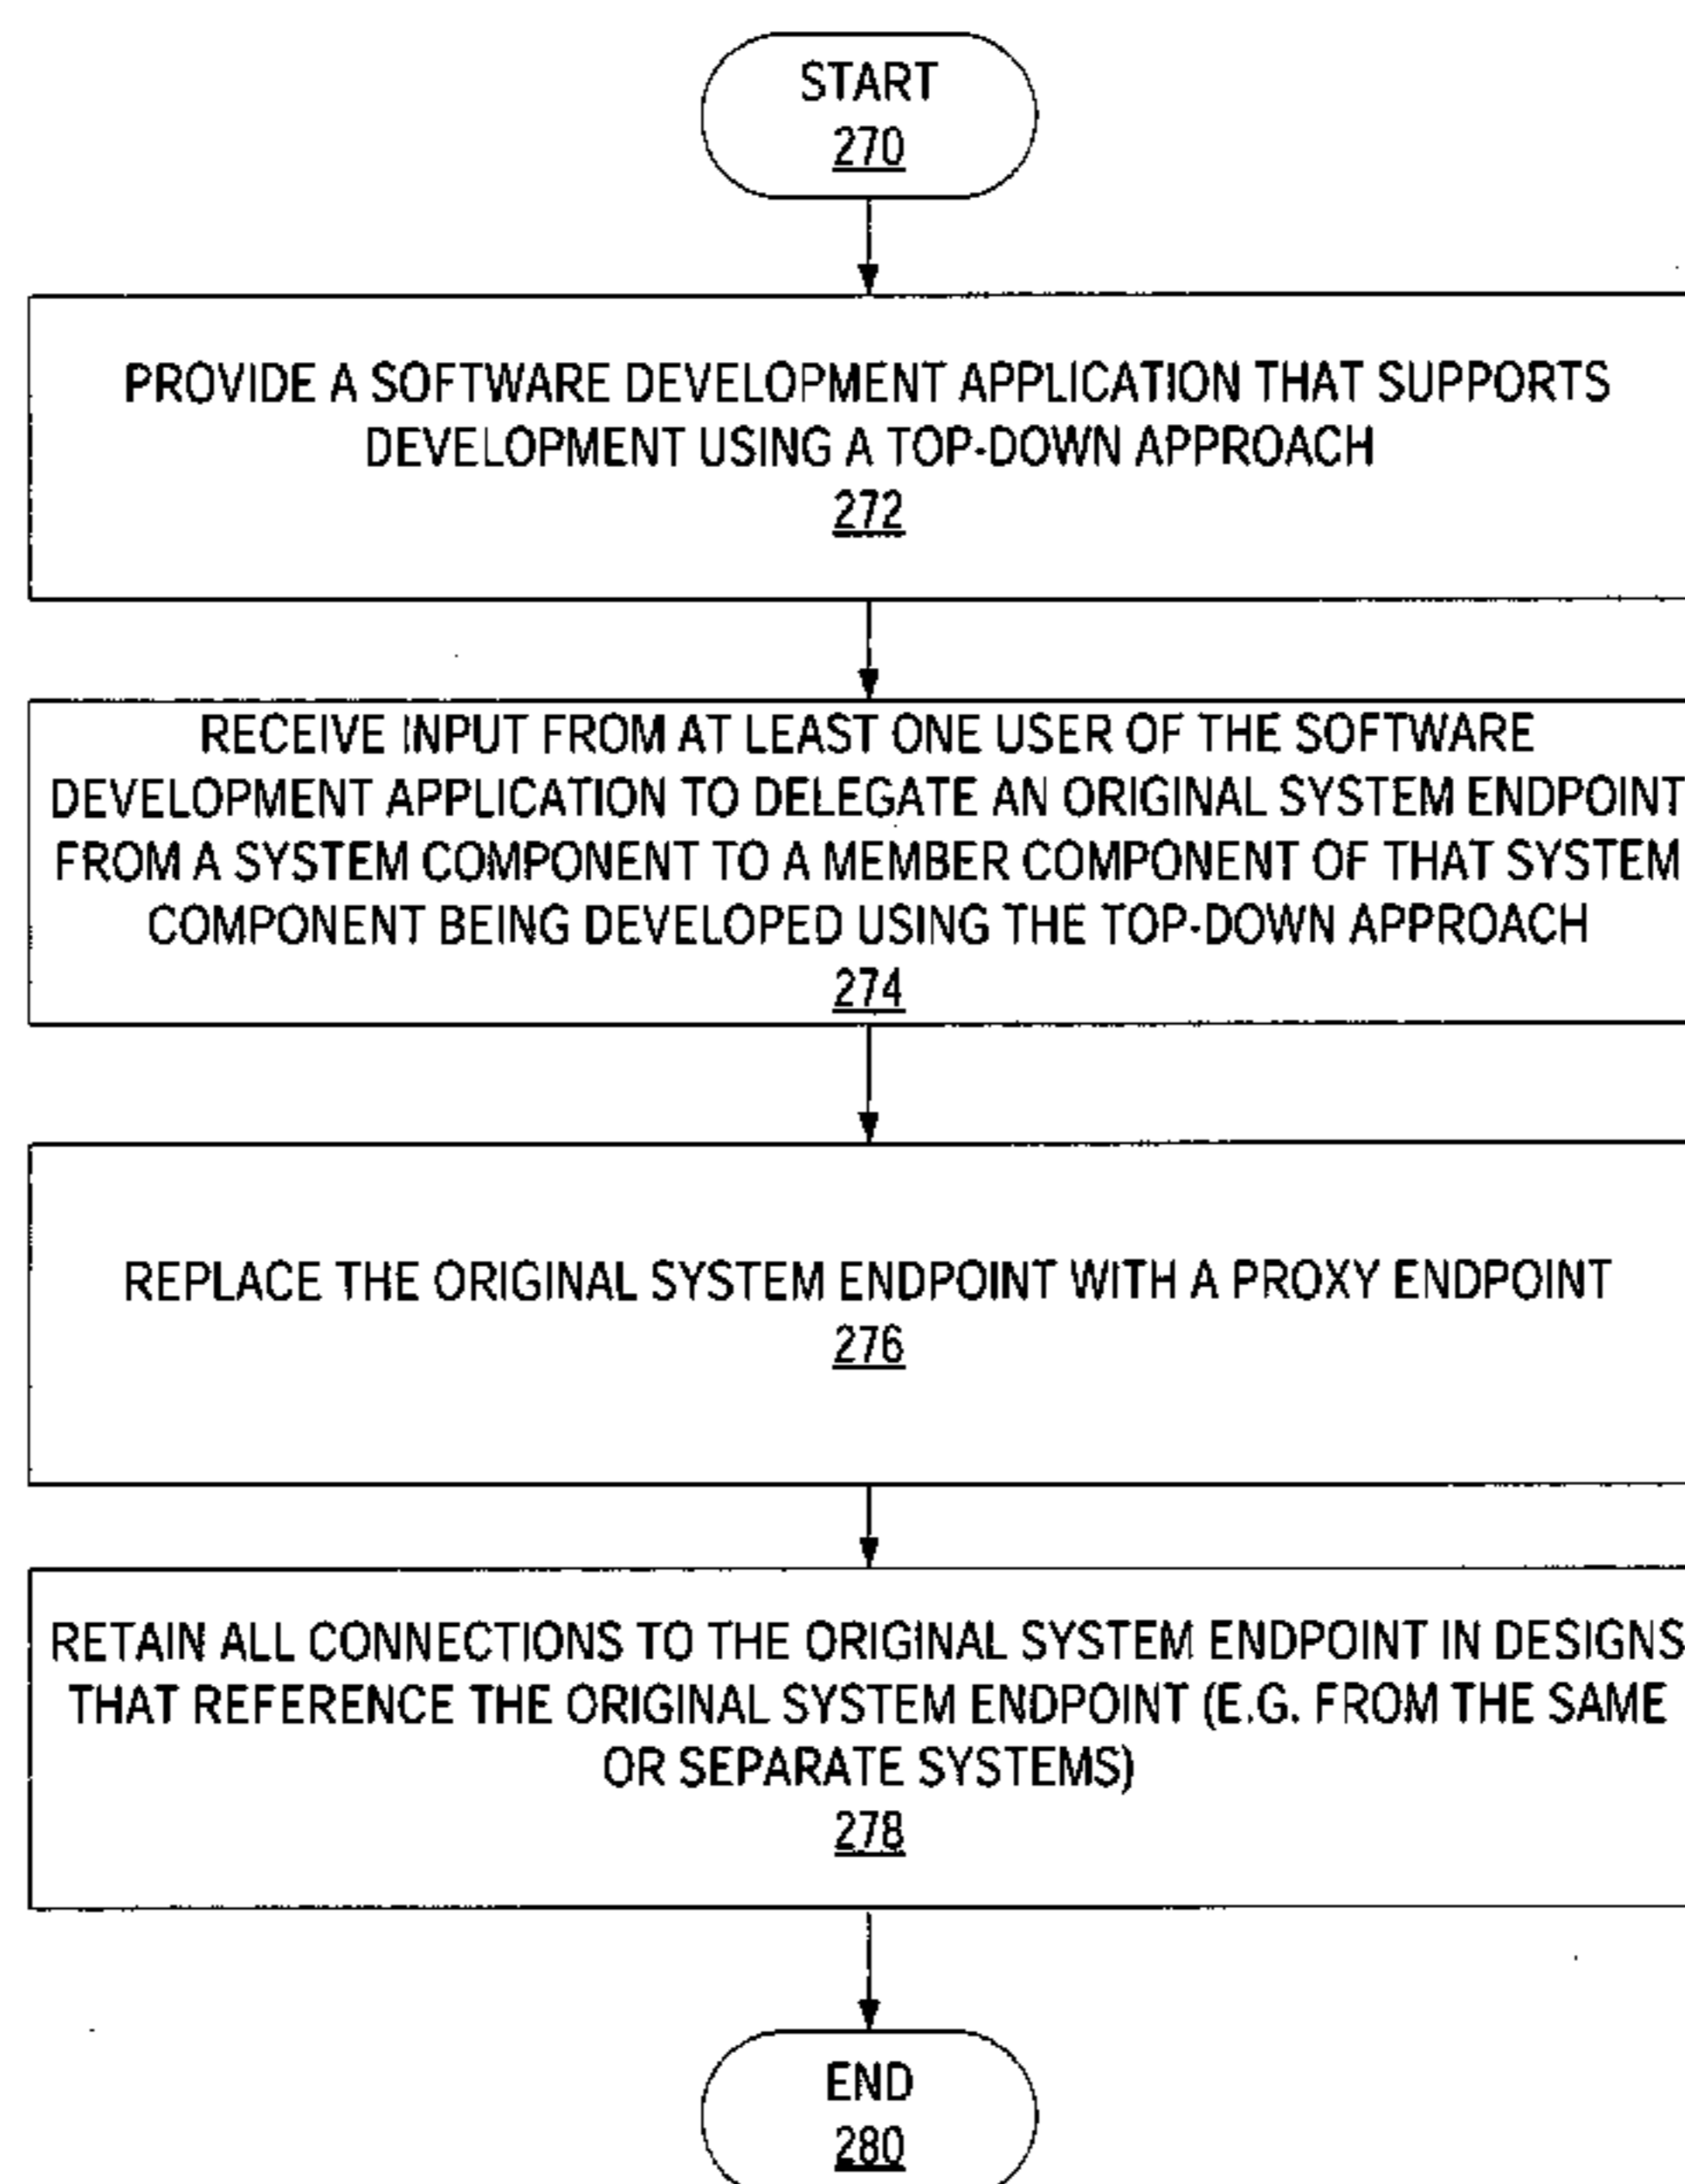 START
270
PROVIDE A SOFTWARE DEVELOPMENT APPLICATION THAT SUPPORTS
DEVELOPMENT USING A TOP-DOWN APPROACH
272
RECEIVE INPUT FROM AT LEAST ONE USER OF THE SOFTWARE
DEVELOPMENT APPLICATION TO DELEGATE AN ORIGINAL SYSTEM ENDPOINT
FROM A SYSTEM COMPONENT TO A MEMBER COMPONENT OF THAT SYSTEM
COMPONENT BEING DEVELOPED USING THE TOP-DOWN APPROACH
274
REPLACE THE ORIGINAL SYSTEM ENDPOINT WITH A PROXY ENDPOINT
276
RETAIN ALL CONNECTIONS TO THE ORIGINAL SYSTEM ENDPOINT IN DESIGNS
THAT REFERENCE THE ORIGINAL SYSTEM ENDPOINT (E.G. FROM THE SAME
OR SEPARATE SYSTEMS)
278
END
280